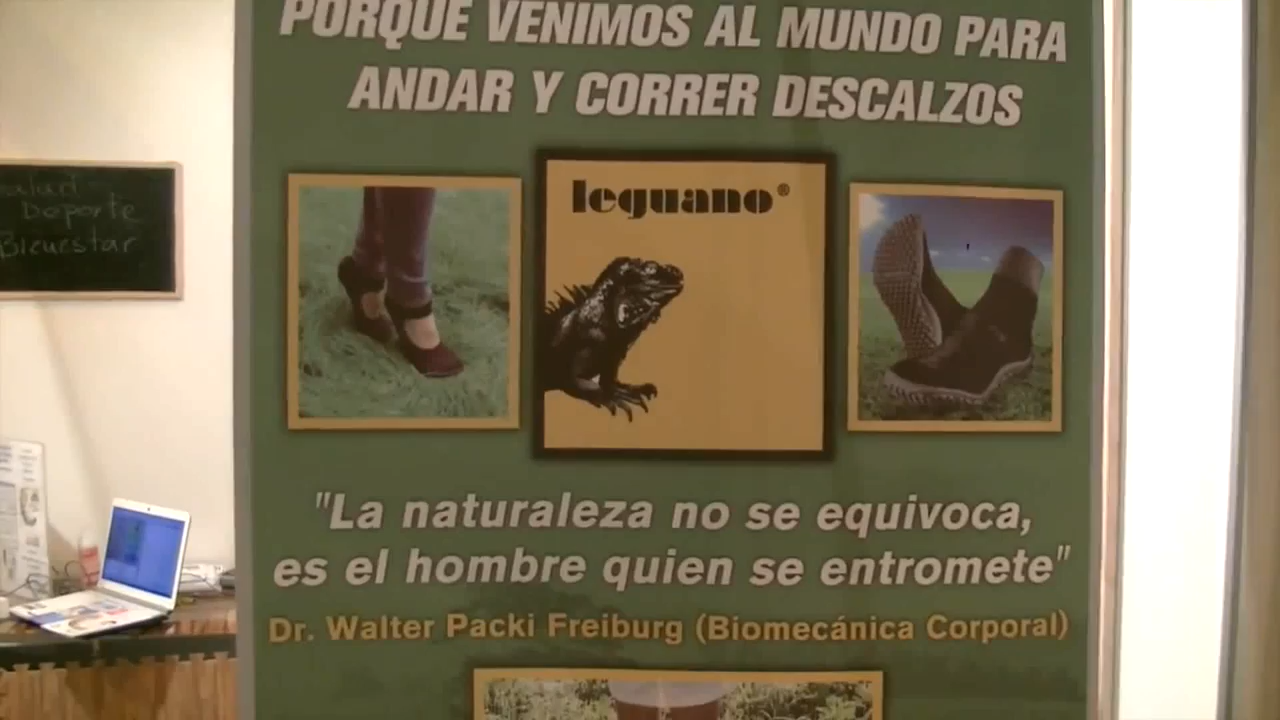 PORQUE VENIMOS AL MUNDO PARA
ANDAR Y CORRER DESCALZOS
leguano®
"La naturaleza no se equivoca,
es el hombre quien se entromete"
Dr. Walter Packi Freiburg (Biomecánica Corporal)
Deporte
Bienestar